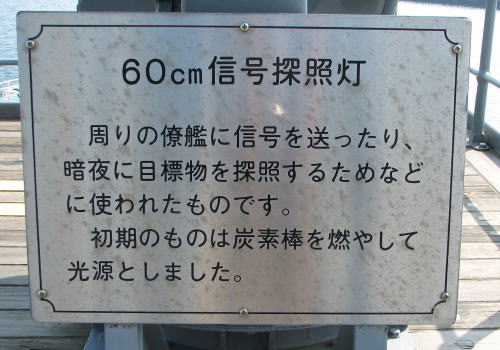 60cm信号探照灯
周りの僚艦に信号を送ったり、
暗夜に目標物を探照するためなど
に使われたものです。
初期のものは炭素棒を燃やして
光源としました。